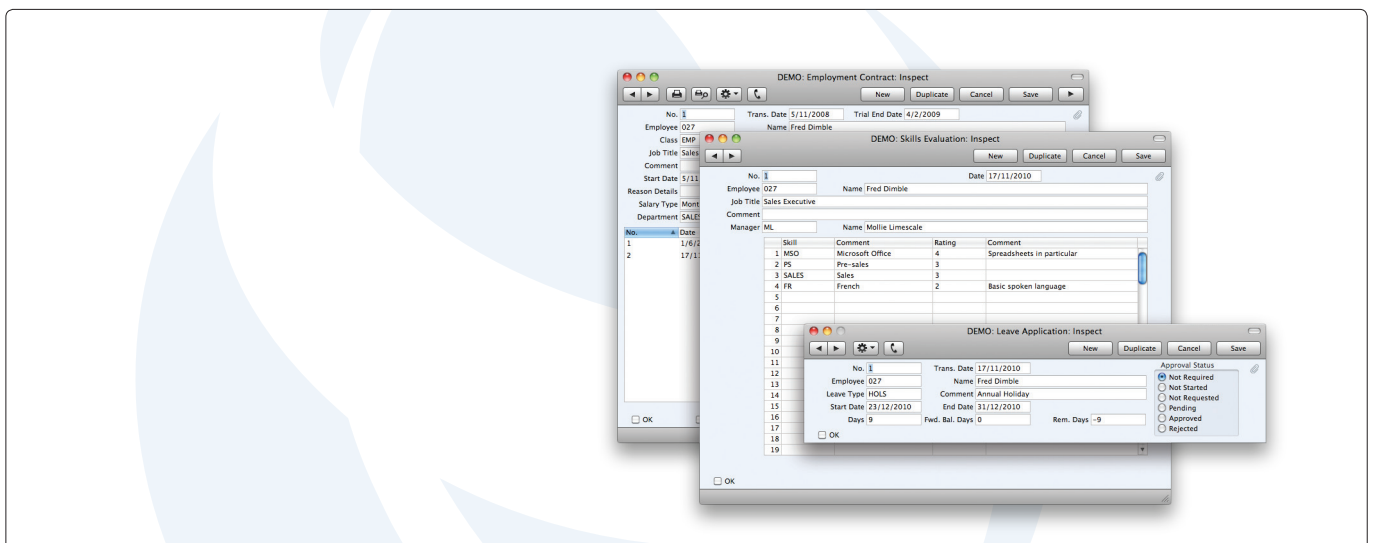 DEMO: Employment Contract: Inspect
New Duplicate Cancel Save
No. 1 Trans. Date 5/11/2008 Trial End Date 4/2/2009
Employee 027 Name Fred Dimble
Class EMP
Job Title Sales
Comment
Start Date 5/11
Reason Details
Salary Type Mont
Department SALES
No. Date
1 1/6/2
2 17/1
OK
DEMO: Skills Evaluation: Inspect
New Duplicate Cancel Save
No. 1 Date 17/11/2010
Employee 027 Name Fred Dimble
Job Title Sales Executive
Comment
Manager ML Name Mollie Limescale
Skill Comment Rating Comment
1 MSO Microsoft Office 4 Spreadsheets in particular
2 PS Pre-sales 3
3 SALES Sales 3
4 FR French 2 Basic spoken language
5
6
7
8
9
10
11
12
13
14
15
16
17
18
19
OK
DEMO: Leave Application: Inspect
New Duplicate Cancel Save
No. 1 Trans. Date 17/11/2010
Employee 027 Name Fred Dimble
Leave Type HOLS Comment Annual Holiday
Start Date 23/12/2010 End Date 31/12/2010
Days 9 Fwd. Bal. Days 0 Rem. Days -9
OK
Approval Status
Not Required
Not Started
Not Requested
Pending
Approved
Rejected